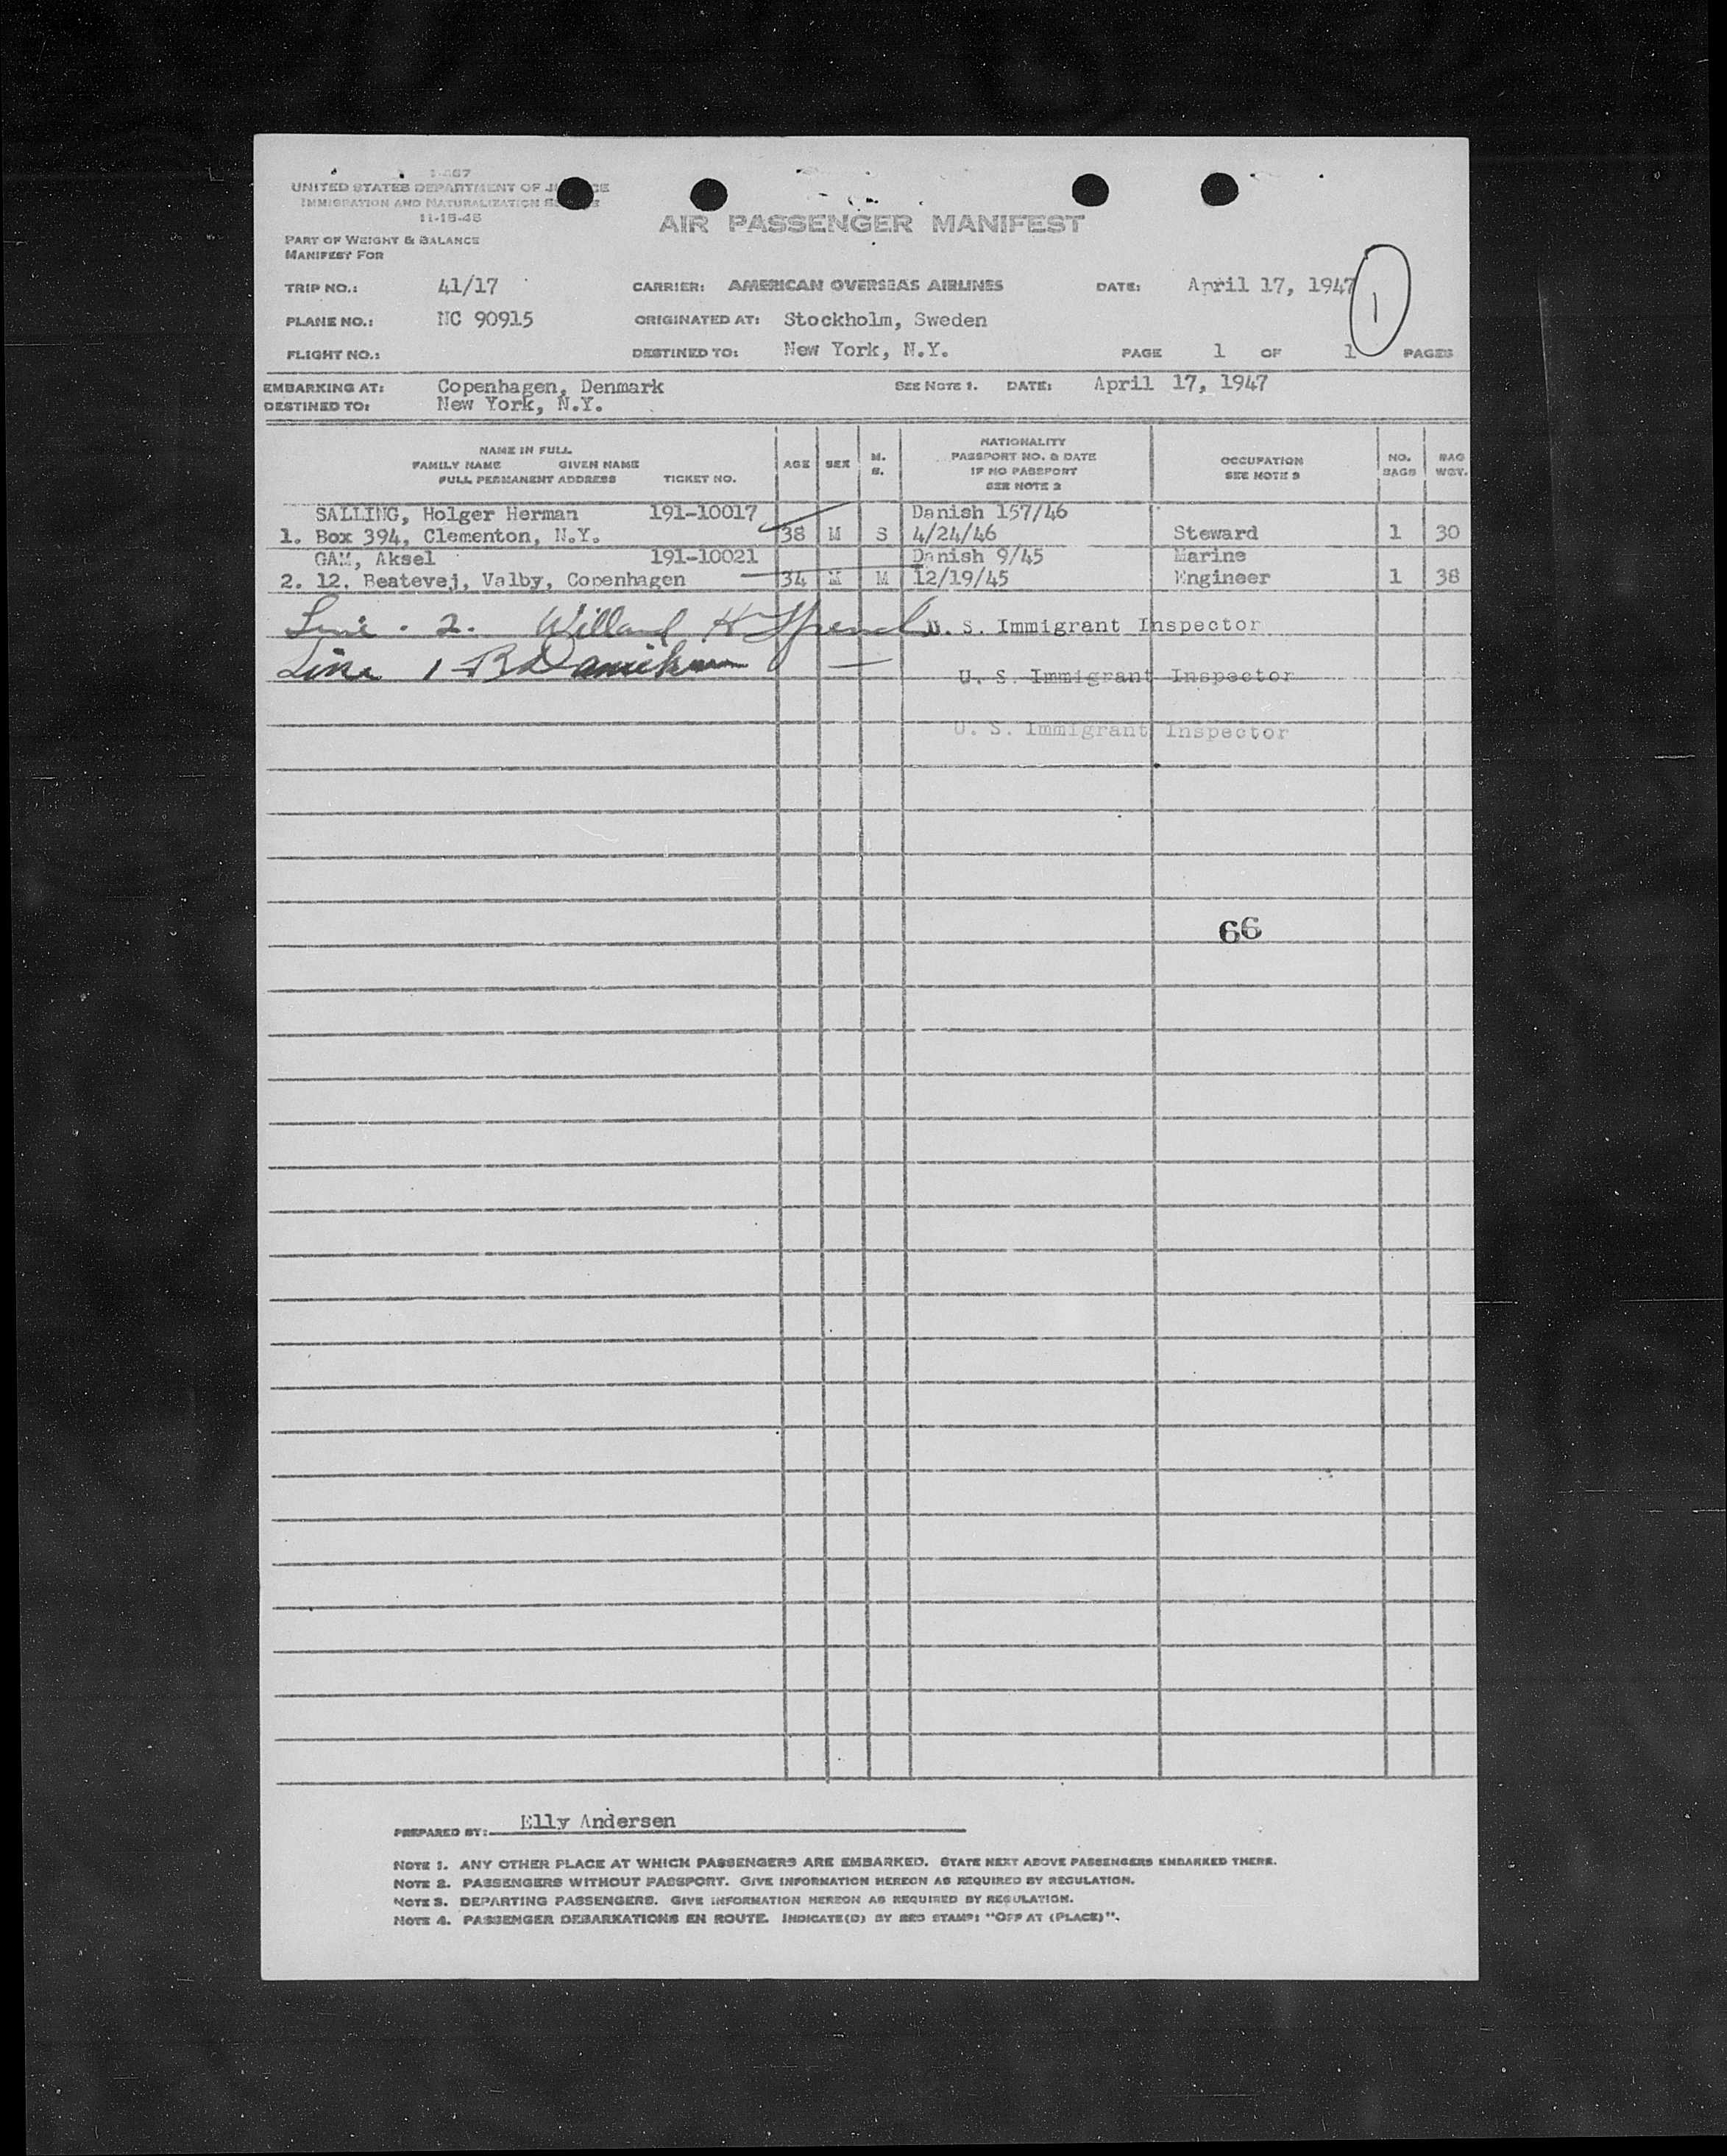 I-467
UNITED STATES DEPARTMENT OF JUSTICE
IMMIGRATION AND NATURALIZATION SERVICE
11-15-45
AIR PASSENGER MANIFEST
PART OF WEIGHT & BALANCE
MANIFEST FOR
TRIP NO.: 41/17 CARRIER: AMERICAN OVERSEAS AIRLINES DATE: April 17, 1947
1
PLANE NO.: NC 90915 ORIGINATED AT: Stockholm, Sweden
FLIGHT NO.: DESTINED TO: New York, N.Y. PAGE 1 OF 1 PAGES
EMBARKING AT: Copenhagen, Denmark SEE NOTE 1. DATE: April 17, 1947
DESTINED TO: New York, N.Y.
NAME IN FULL
FAMILY NAME GIVEN NAME
FULL PERMANENT ADDRESS TICKET NO.
AGE SEX M. S.
NATIONALITY
PASSPORT NO. & DATE
IF NO PASSPORT
SEE NOTE 2
OCCUPATION
SEE NOTE 3
NO. BAGS
BAG WGT.
SALLING, Holger Herman 191-10017 Danish 157/46
1. Box 394, Clementon, N.Y. 38 M S 4/24/46 Steward 1 30
GAM, Aksel 191-10021 Danish 9/45 Marine
2. 12. Beatevej, Valby, Copenhagen 34 M M 12/19/45 Engineer 1 38
Line . 2. Willard H U. S. Immigrant Inspector
Line 1
U. S. Immigrant Inspector
U. S. Immigrant Inspector
66
PREPARED BY: Elly Andersen
NOTE 1. ANY OTHER PLACE AT WHICH PASSENGERS ARE EMBARKED. STATE NEXT ABOVE PASSENGERS EMBARKED THERE.
NOTE 2. PASSENGERS WITHOUT PASSPORT. GIVE INFORMATION HEREON AS REQUIRED BY REGULATION.
NOTE 3. DEPARTING PASSENGERS. GIVE INFORMATION HEREON AS REQUIRED BY REGULATION.
NOTE 4. PASSENGER DEBARKATIONS EN ROUTE. INDICATE(D) BY RED STAMP: "OFF AT (PLACE)".